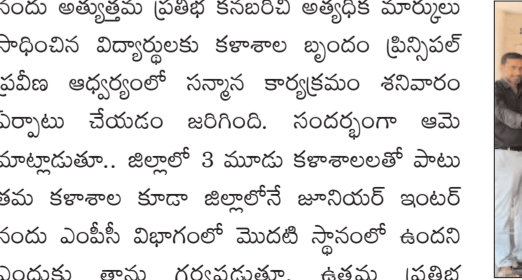 నందు అత్యుత్తమ ప్రతిభ కనబరిచి అత్యధిక మార్కులు
సాధించిన విద్యార్థులకు కళాశాల బృందం ప్రిన్సిపల్
ప్రవీణ ఆధ్వర్యంలో సన్మాన కార్యక్రమం శనివారం
ఏర్పాటు చేయడం జరిగింది. సందర్భంగా ఆమె
మాట్లాడుతూ.. జిల్లాలో 3 మూడు కళాశాలలతో పాటు
తమ కళాశాల కూడా జిల్లాలోనే జూనియర్ ఇంటర్
నందు ఎంపీసీ విభాగంలో మొదటి స్థానంలో ఉందని
ఎందుకు తాను గర్వపడుతూ, ఉత్తమ ప్రతిభ